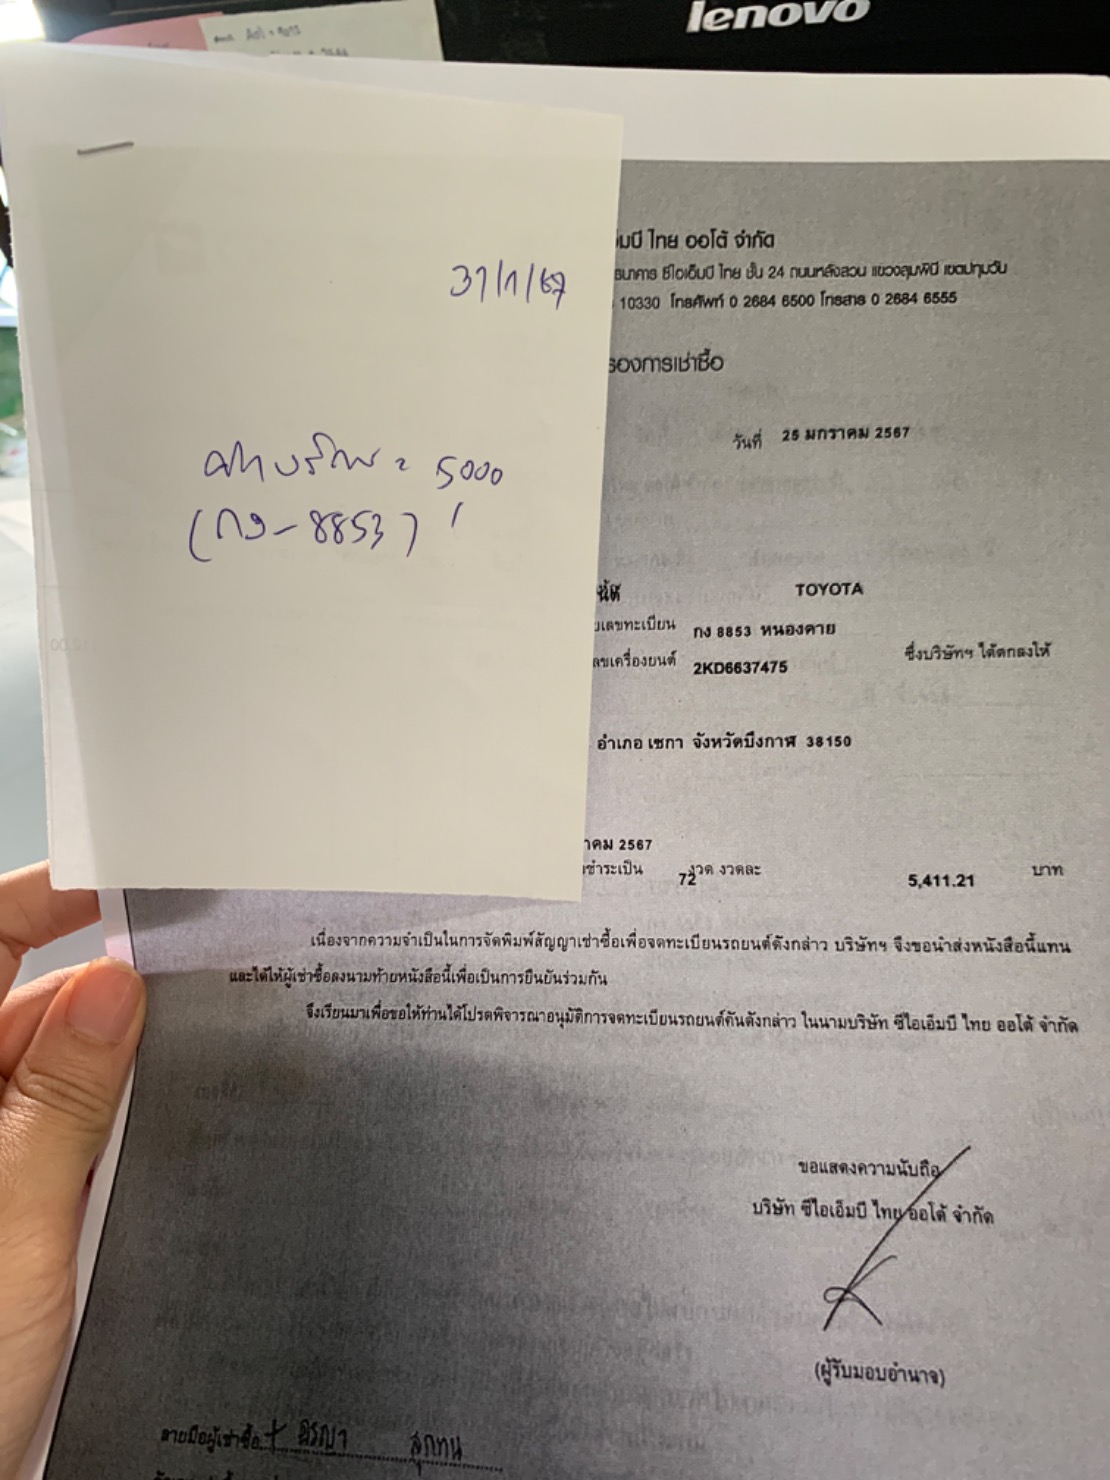 lenovo
31/1/67
ค่าบริการ = 5000
(กง-8853)
อ็มบี ไทย ออโต้ จำกัด
ธนาคาร ซีไอเอ็มบี ไทย ชั้น 24 ถนนหลังสวน แขวงลุมพินี เขตปทุมวัน
10330 โทรศัพท์ 0 2684 6500 โทรสาร 0 2684 6555
รองการเช่าซื้อ
วันที่ 25 มกราคม 2567
TOYOTA
เลขทะเบียน กง 8853 หนองคาย
ลขเครื่องยนต์ 2KD6637475 ซึ่งบริษัทฯ ได้ตกลงให้
อำเภอ เซกา จังหวัดบึงกาฬ 38150
าคม 2567
ชำระเป็น 72 งวด งวดละ 5,411.21 บาท
เนื่องจากความจำเป็นในการจัดพิมพ์สัญญาเช่าซื้อเพื่อจดทะเบียนรถยนต์ดังกล่าว บริษัทฯ จึงขอนำส่งหนังสือนี้แทน
และได้ให้ผู้เช่าซื้อลงนามท้ายหนังสือนี้เพื่อเป็นการยืนยันร่วมกัน
จึงเรียนมาเพื่อขอให้ท่านได้โปรดพิจารณาอนุมัติการจดทะเบียนรถยนต์คันดังกล่าว ในนามบริษัท ซีไอเอ็มบี ไทย ออโต้ จำกัด
ขอแสดงความนับถือ
บริษัท ซีไอเอ็มบี ไทย ออโต้ จำกัด
(ผู้รับมอบอำนาจ)
ลายมือผู้เช่าซื้อ